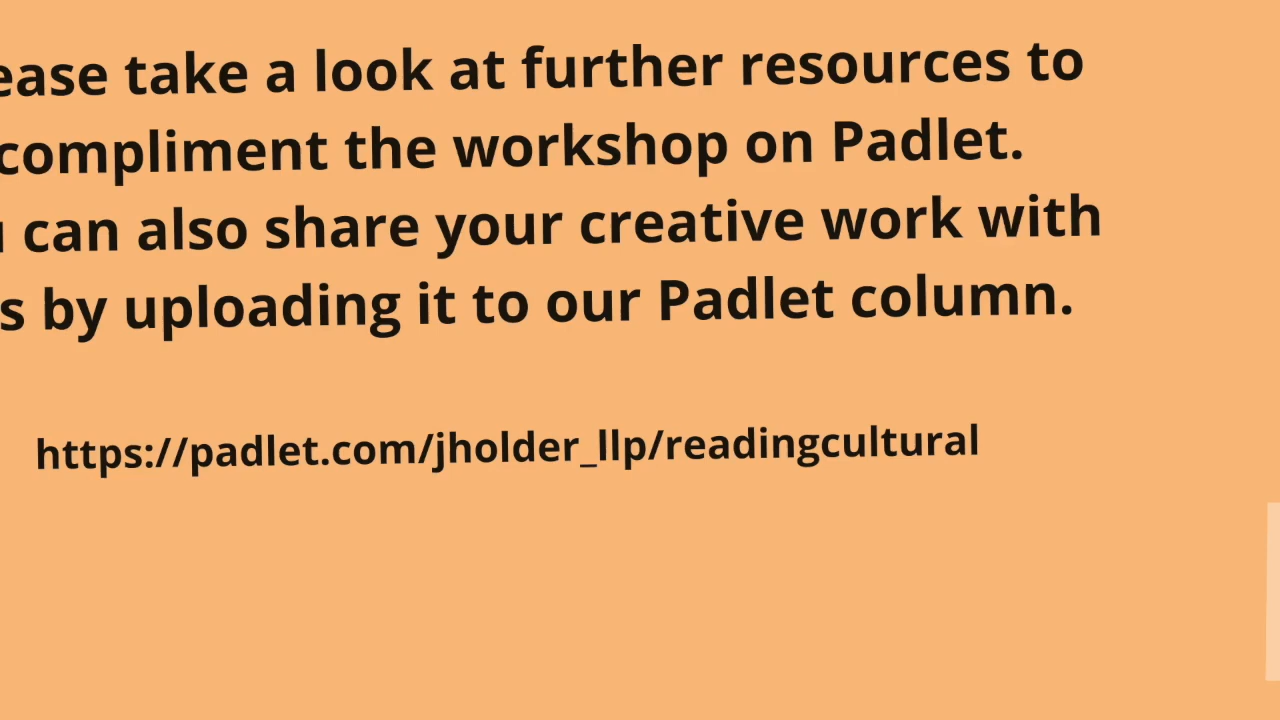 ease take a look at further resources to
compliment the workshop on Padlet.
can also share your creative work with
s by uploading it to our Padlet column.
https://padlet.com/jholder_llp/readingcultural